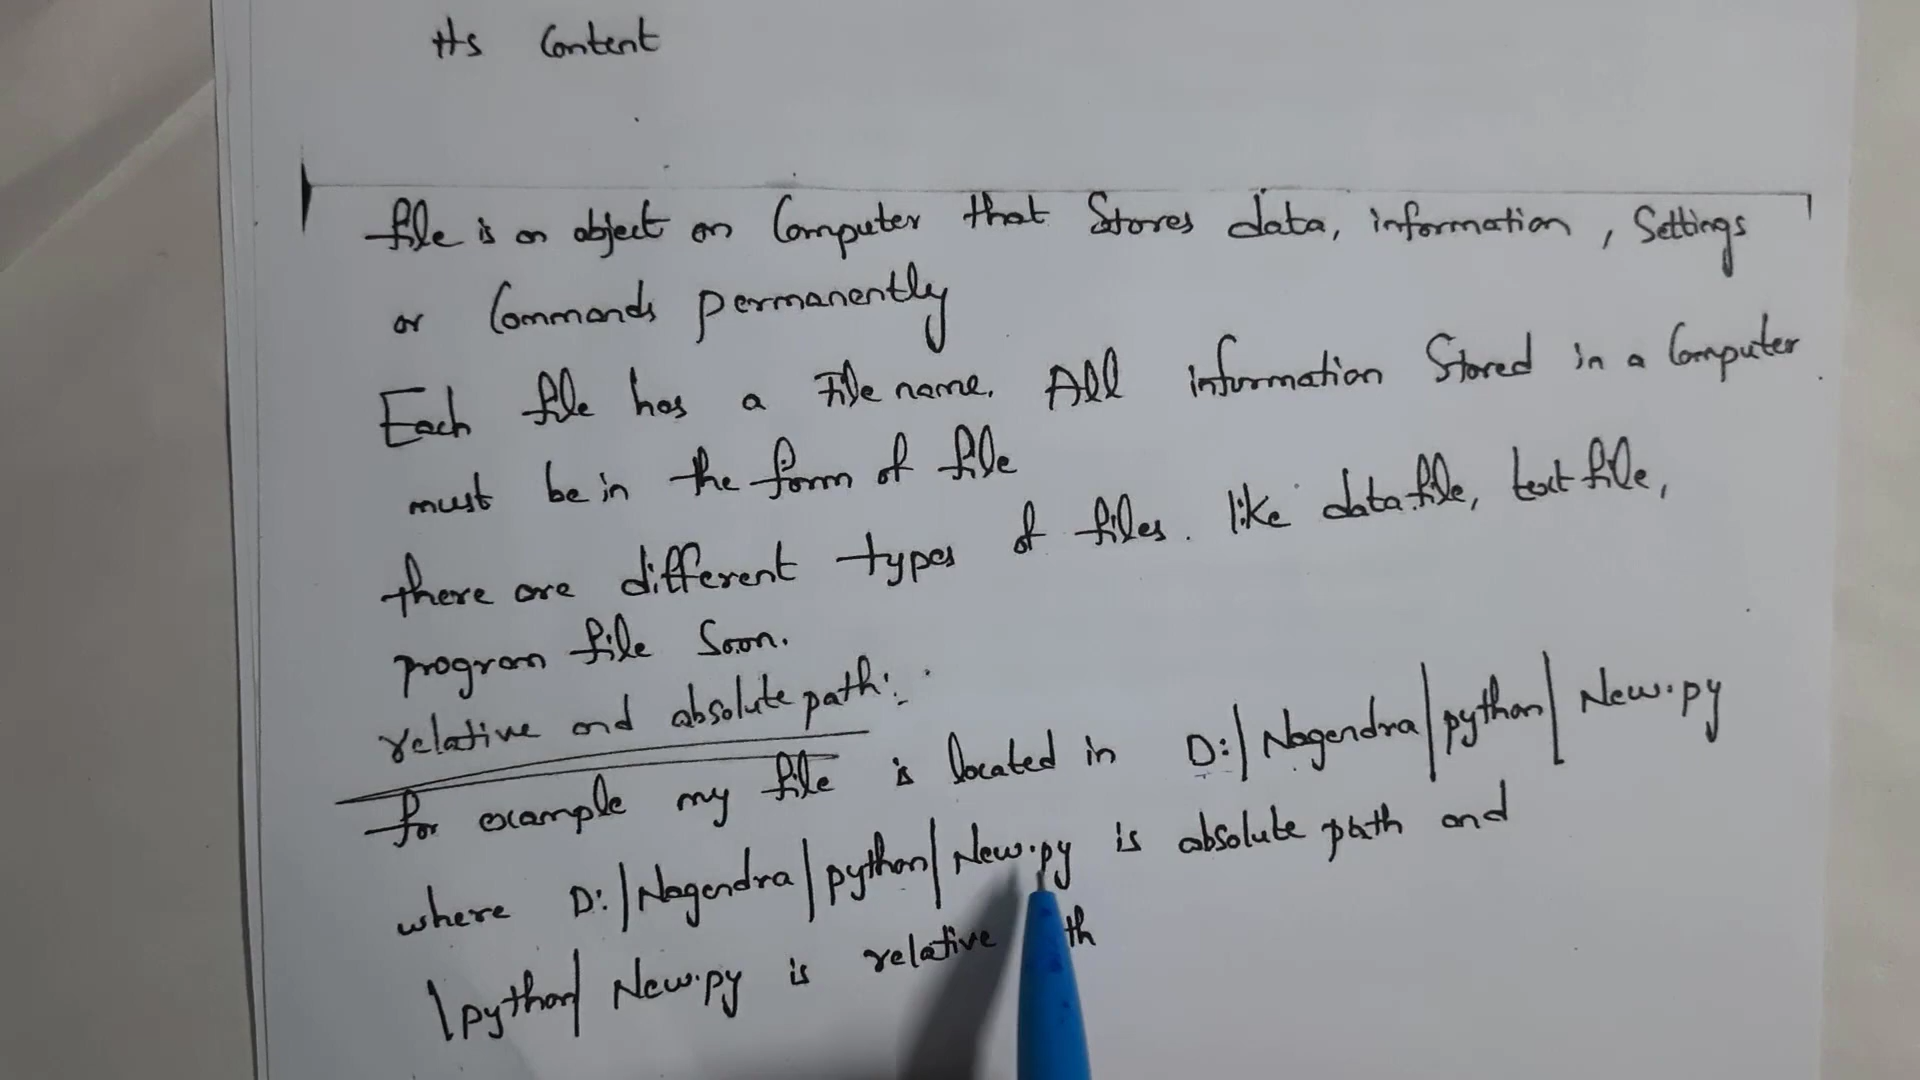 Its Content
file is on object on Computer that Stores data, information, Settings
or Commands permanently
Each file has a File name. All information Stored in a Computer
must be in the form of file
there are different types of files. like data file, text file,
program file Soon.
relative and absolute path:-
for example my file is located in D:|Nagendra|python|New.py
where D:|Nagendra|python|New.py is absolute path and
\python| New.py is relative th